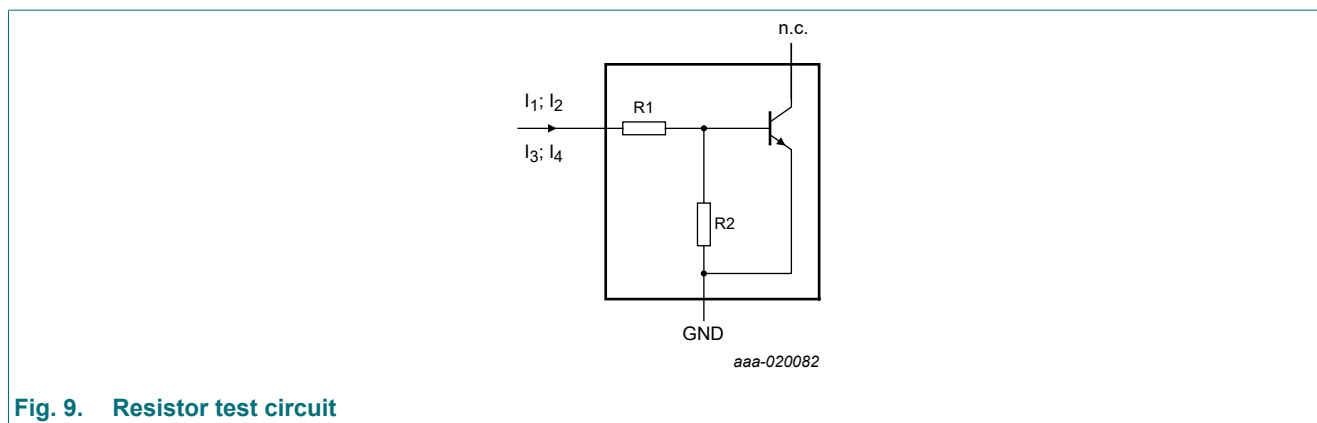 n.c.
I1; I2
R1
I3; I4
R2
GND
aaa-020082
Fig. 9. Resistor test circuit